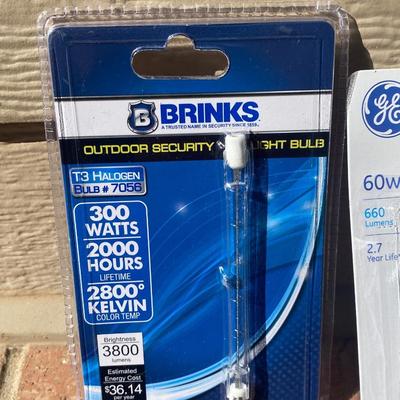 B BRINKS
A TRUSTED NAME IN SECURITY SINCE 1859.
OUTDOOR SECURITY GHT BULB
T3 HALOGEN
BULB # 7056
300
WATTS
2000
HOURS
LIFETIME
2800°
KELVIN
COLOR TEMP
Brightness
3800
lumens
Estimated
Energy Cost
$36.14
per year
GE
60w
660
Lumens
2.7
Year Life